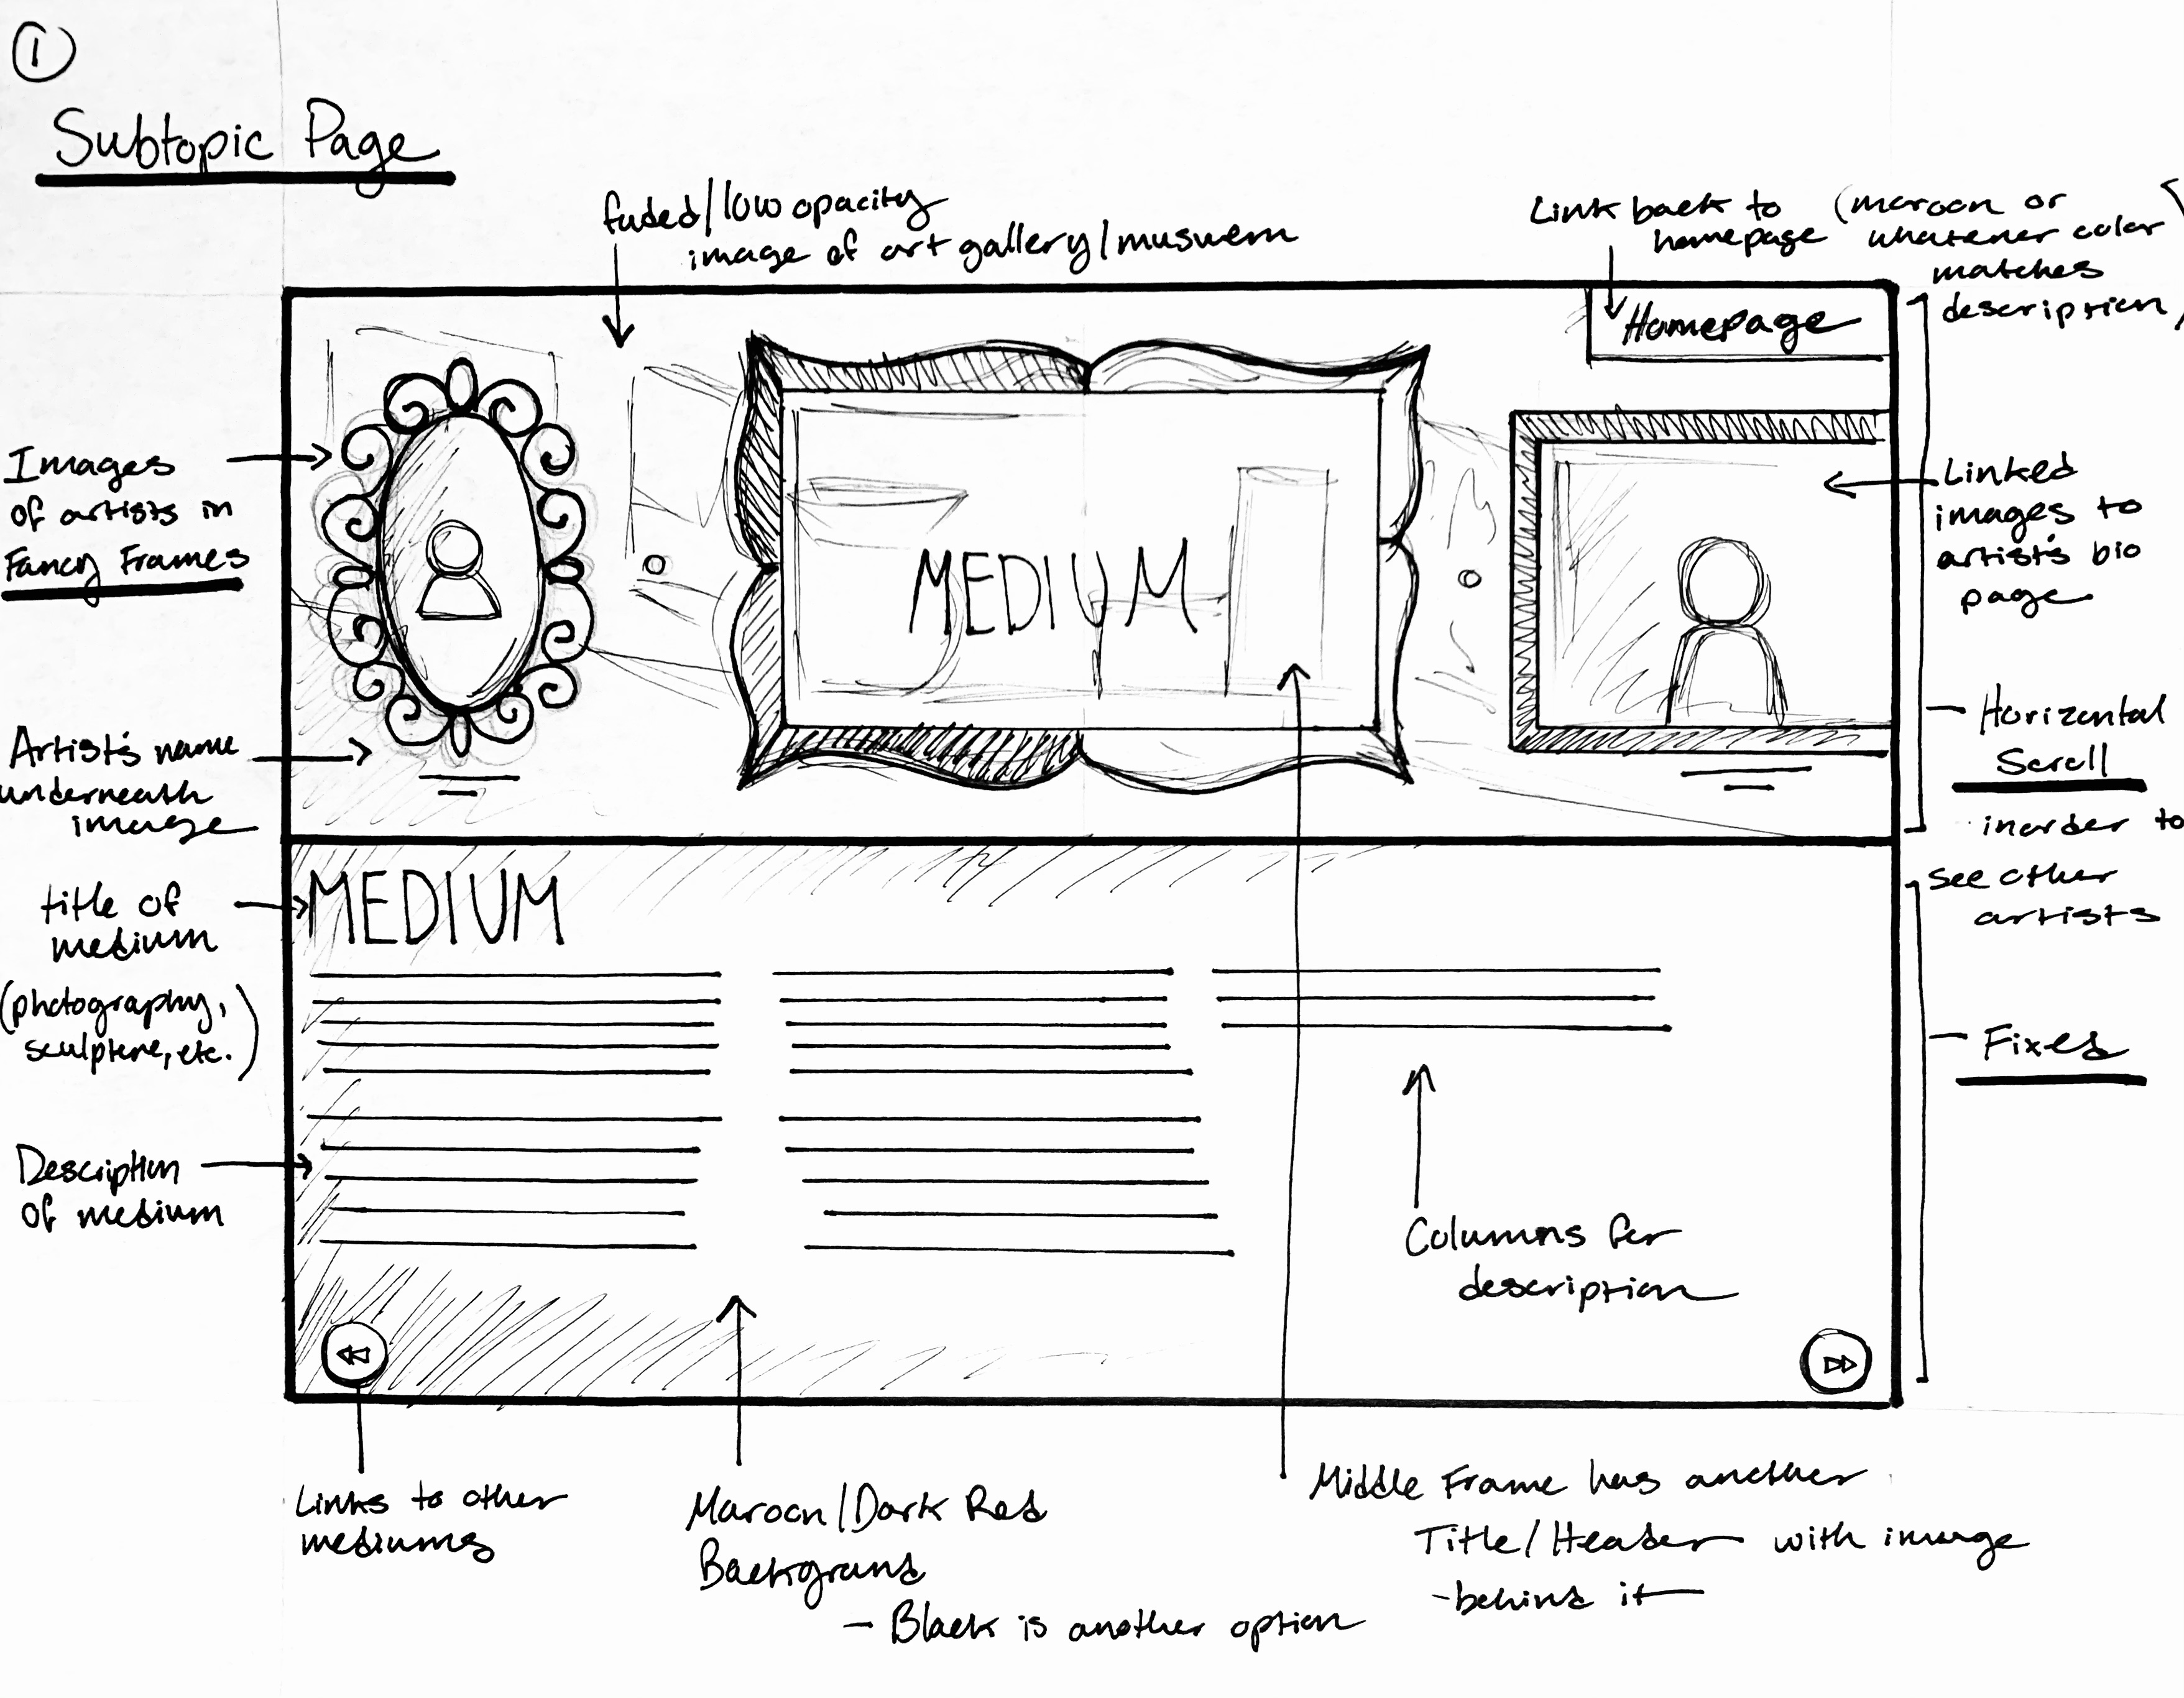 1
Subtopic Page
faded/low opacity
image of art gallery/museum
Link back to
homepage
(maroon or
whatever color
matches
description)
Homepage
Images
of artists in
Fancy Frames
MEDIUM
Linked
images to
artist's bio
page
Artist's name
underneath
image
Horizontal
Scroll
inorder to
see other
artists
MEDIUM
title of
medium
(photography,
sculpture, etc.)
Fixed
Description
of medium
Columns for
description
Links to other
mediums
Maroon/Dark Red
Background
- Black is another option
Middle Frame has another
Title/Header with image
-behind it